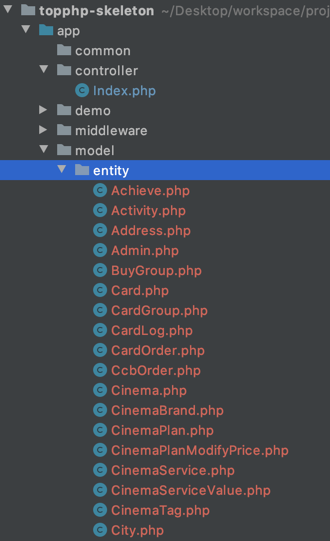 topphp-skeleton ~/Desktop/workspace/proj
app
common
controller
Index.php
demo
middleware
model
entity
Achieve.php
Activity.php
Address.php
Admin.php
BuyGroup.php
Card.php
CardGroup.php
CardLog.php
CardOrder.php
CcbOrder.php
Cinema.php
CinemaBrand.php
CinemaPlan.php
CinemaPlanModifyPrice.php
CinemaService.php
CinemaServiceValue.php
CinemaTag.php
City.php